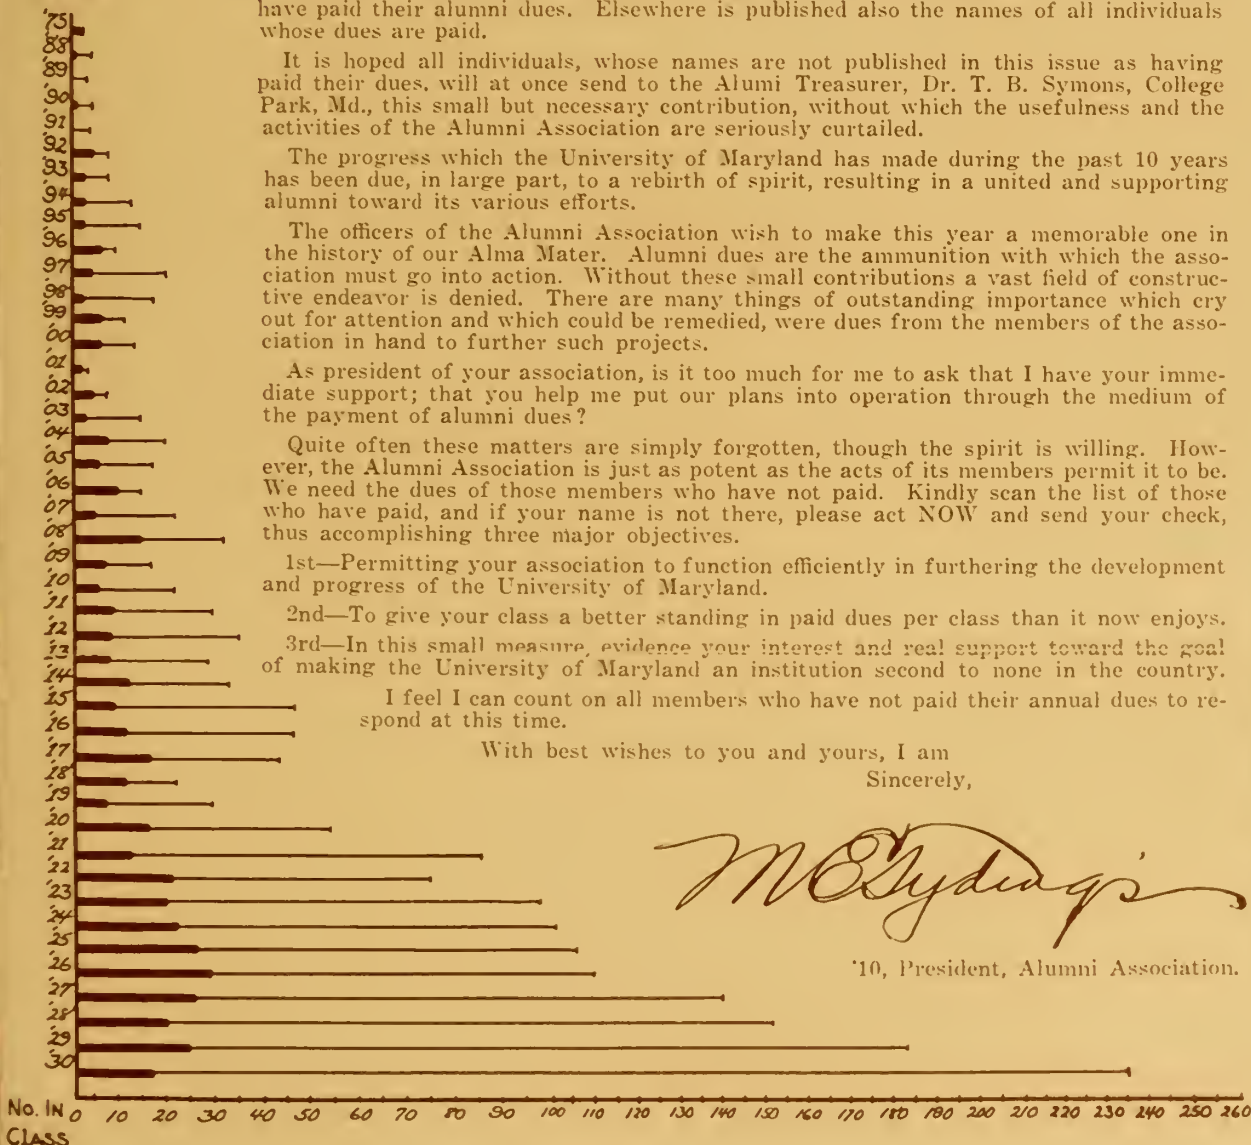 have paid their alumni dues. Elsewhere is published also the names of all individuals
whose dues are paid.
It is hoped all individuals, whose names are not published in this issue as having
paid their dues, will at once send to the Alumi Treasurer, Dr. T. B. Symons, College
Park, Md., this small but necessary contribution, without which the usefulness and the
activities of the Alumni Association are seriously curtailed.
The progress which the University of Maryland has made during the past 10 years
has been due, in large part, to a rebirth of spirit, resulting in a united and supporting
alumni toward its various efforts.
The officers of the Alumni Association wish to make this year a memorable one in
the history of our Alma Mater. Alumni dues are the ammunition with which the asso-
ciation must go into action. Without these small contributions a vast field of construc-
tive endeavor is denied. There are many things of outstanding importance which cry
out for attention and which could be remedied, were dues from the members of the asso-
ciation in hand to further such projects.
As president of your association, is it too much for me to ask that I have your imme-
diate support; that you help me put our plans into operation through the medium of
the payment of alumni dues?
Quite often these matters are simply forgotten, though the spirit is willing. How-
ever, the Alumni Association is just as potent as the acts of its members permit it to be.
We need the dues of those members who have not paid. Kindly scan the list of those
who have paid, and if your name is not there, please act NOW and send your check,
thus accomplishing three major objectives.
1st—Permitting your association to function efficiently in furthering the development
and progress of the University of Maryland.
2nd—To give your class a better standing in paid dues per class than it now enjoys.
3rd—In this small measure, evidence your interest and real support toward the goal
of making the University of Maryland an institution second to none in the country.
I feel I can count on all members who have not paid their annual dues to re-
spond at this time.
With best wishes to you and yours, I am
Sincerely,
M E Tydings
'10, President, Alumni Association.
'75
'88
'89
'90
'91
'92
'93
'94
'95
'96
'97
'98
'99
'00
'01
'02
'03
'04
'05
'06
'07
'08
'09
'10
'11
'12
'13
'14
'15
'16
'17
'18
'19
'20
'21
'22
'23
'24
'25
'26
'27
'28
'29
'30
No. IN CLASS 0 10 20 30 40 50 60 70 80 90 100 110 120 130 140 150 160 170 180 190 200 210 220 230 240 250 260